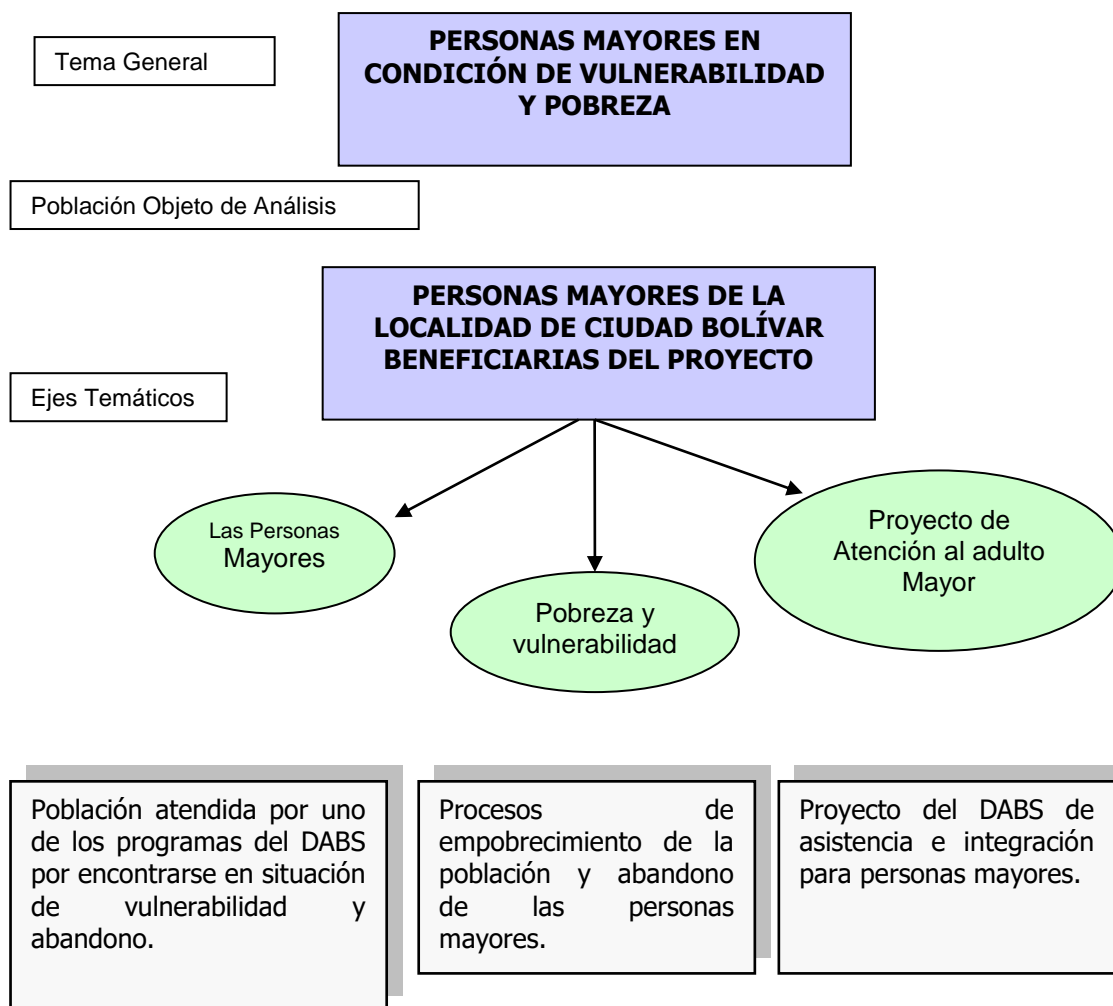 Tema General
PERSONAS MAYORES EN
CONDICIÓN DE VULNERABILIDAD
Y POBREZA
Población Objeto de Análisis
PERSONAS MAYORES DE LA
LOCALIDAD DE CIUDAD BOLÍVAR
BENEFICIARIAS DEL PROYECTO
Ejes Temáticos
Las Personas
Mayores
Pobreza y
vulnerabilidad
Proyecto de
Atención al adulto
Mayor
Población atendida por uno
de los programas del DABS
por encontrarse en situación
de vulnerabilidad y
abandono.
Procesos de
empobrecimiento de la
población y abandono
de las personas
mayores.
Proyecto del DABS de
asistencia e integración
para personas mayores.